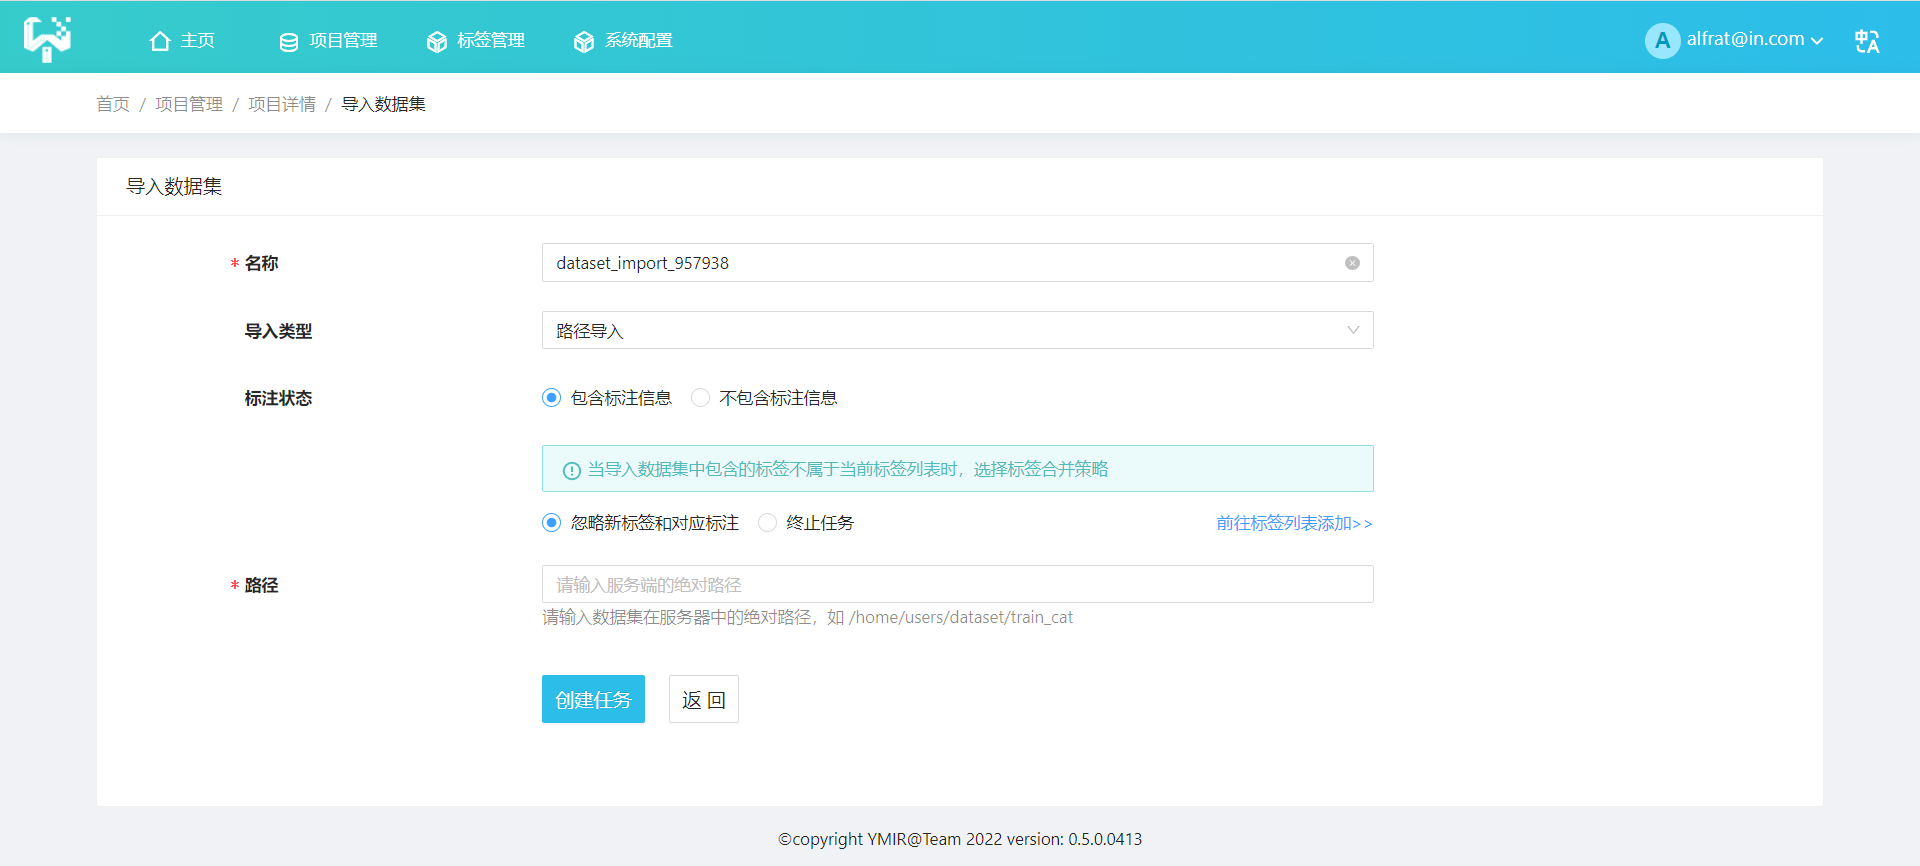 主页 项目管理 标签管理 系统配置 A alfrat@in.com
首页 / 项目管理 / 项目详情 / 导入数据集
导入数据集
* 名称 dataset_import_957938
导入类型 路径导入
标注状态 包含标注信息 不包含标注信息
当导入数据集中包含的标签不属于当前标签列表时，选择标签合并策略
忽略新标签和对应标注 终止任务 前往标签列表添加>>
* 路径 请输入服务端的绝对路径
请输入数据集在服务器中的绝对路径，如 /home/users/dataset/train_cat
创建任务 返 回
©copyright YMIR@Team 2022 version: 0.5.0.0413